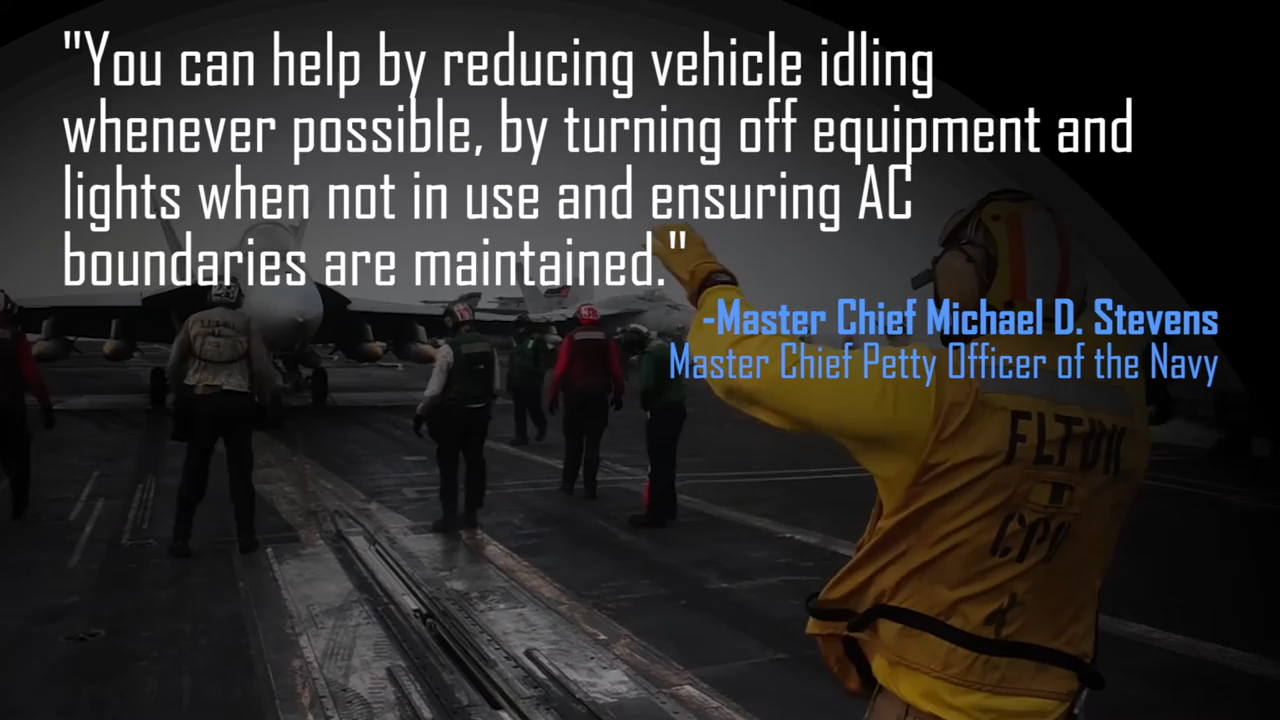 "You can help by reducing vehicle idling
whenever possible, by turning off equipment and
lights when not in use and ensuring AC
boundaries are maintained."
-Master Chief Michael D. Stevens
Master Chief Petty Officer of the Navy
CPO